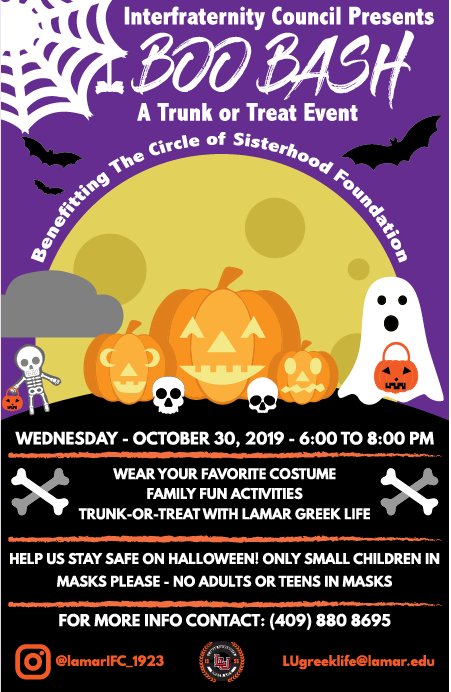 Interfraternity Council Presents
BOO BASH
A Trunk or Treat Event
Benefitting The Circle of Sisterhood Foundation
WEDNESDAY - OCTOBER 30, 2019 - 6:00 TO 8:00 PM
WEAR YOUR FAVORITE COSTUME
FAMILY FUN ACTIVITIES
TRUNK-OR-TREAT WITH LAMAR GREEK LIFE
HELP US STAY SAFE ON HALLOWEEN! ONLY SMALL CHILDREN IN
MASKS PLEASE - NO ADULTS OR TEENS IN MASKS
FOR MORE INFO CONTACT: (409) 880 8695
@lamarIFC_1923
LU
LUgreeklife@lamar.edu